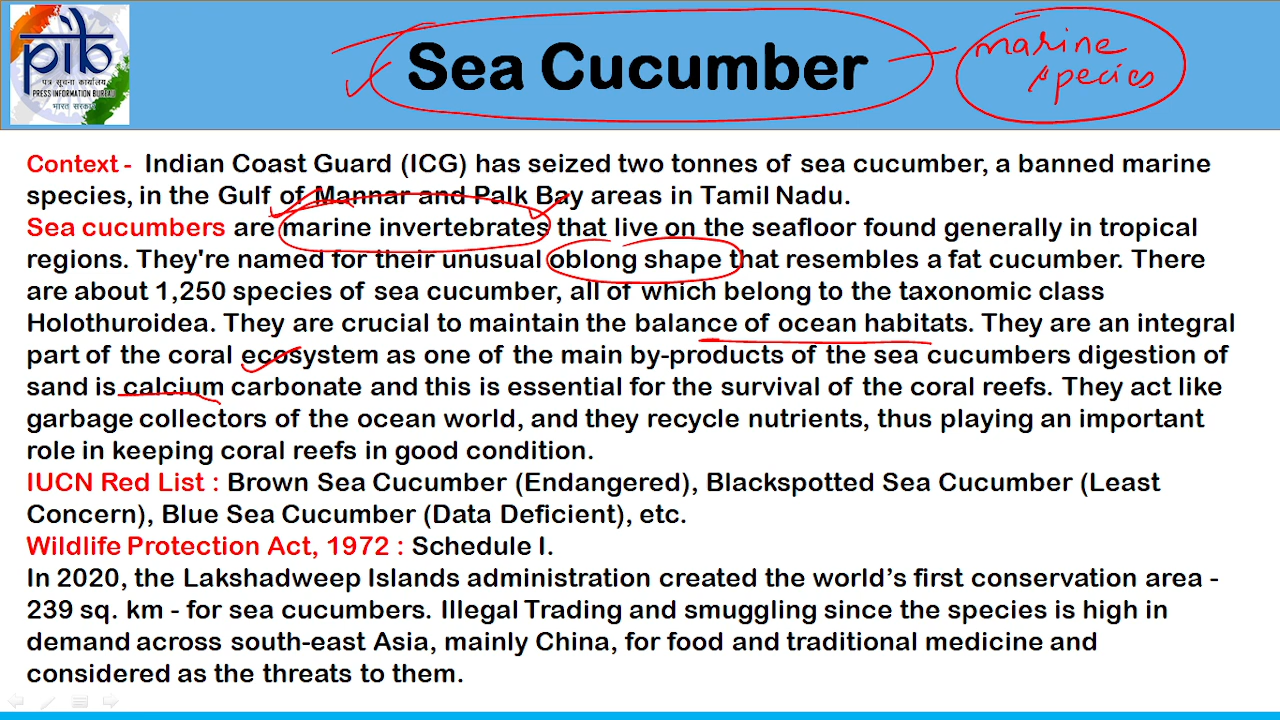 पत्र सूचना कार्यालय
PRESS INFORMATION BUREAU
भारत सरकार
Sea Cucumber
marine
species
Context - Indian Coast Guard (ICG) has seized two tonnes of sea cucumber, a banned marine
species, in the Gulf of Mannar and Palk Bay areas in Tamil Nadu.
Sea cucumbers are marine invertebrates that live on the seafloor found generally in tropical
regions. They're named for their unusual oblong shape that resembles a fat cucumber. There
are about 1,250 species of sea cucumber, all of which belong to the taxonomic class
Holothuroidea. They are crucial to maintain the balance of ocean habitats. They are an integral
part of the coral ecosystem as one of the main by-products of the sea cucumbers digestion of
sand is calcium carbonate and this is essential for the survival of the coral reefs. They act like
garbage collectors of the ocean world, and they recycle nutrients, thus playing an important
role in keeping coral reefs in good condition.
IUCN Red List : Brown Sea Cucumber (Endangered), Blackspotted Sea Cucumber (Least
Concern), Blue Sea Cucumber (Data Deficient), etc.
Wildlife Protection Act, 1972 : Schedule I.
In 2020, the Lakshadweep Islands administration created the world’s first conservation area -
239 sq. km - for sea cucumbers. Illegal Trading and smuggling since the species is high in
demand across south-east Asia, mainly China, for food and traditional medicine and
considered as the threats to them.